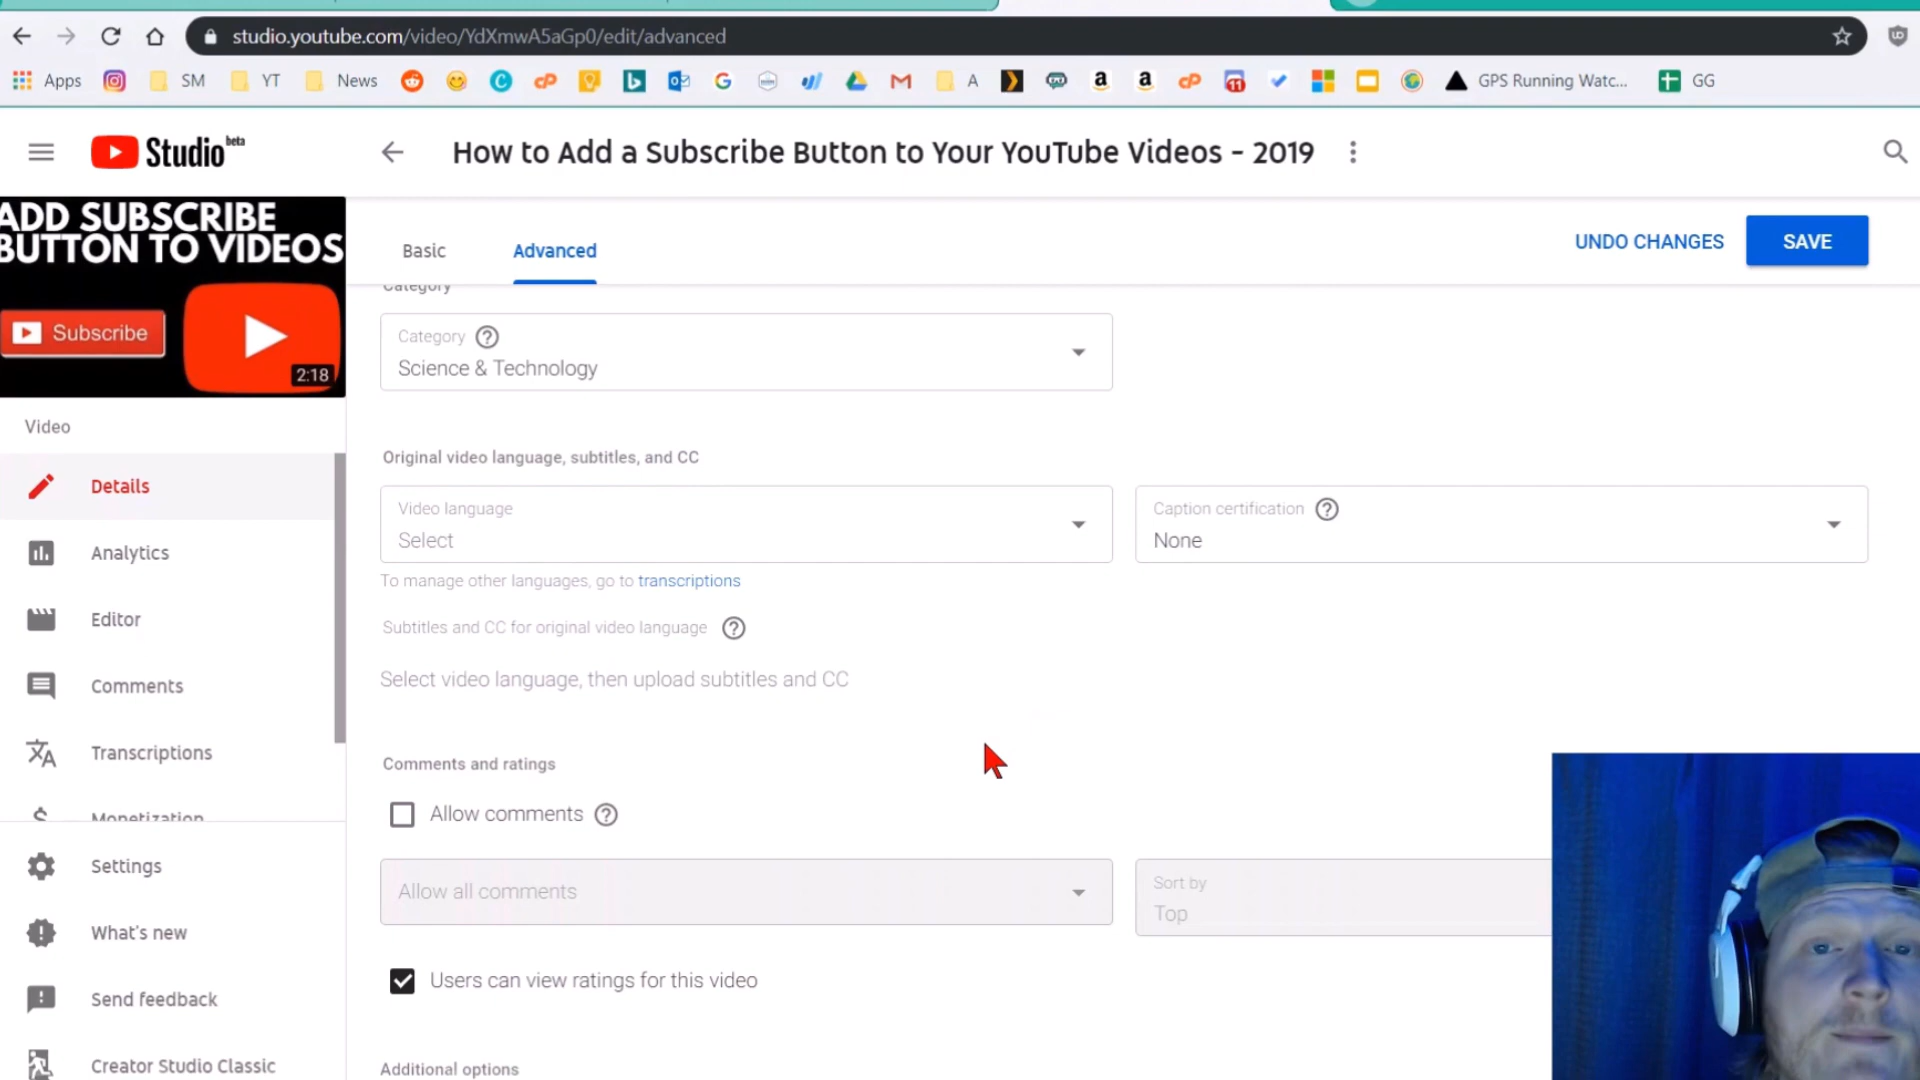 studio.youtube.com/video/YdXmwA5aGp0/edit/advanced
Apps SM YT News A 11 GPS Running Watc... GG
Studio beta
How to Add a Subscribe Button to Your YouTube Videos - 2019
ADD SUBSCRIBE
BUTTON TO VIDEOS
Subscribe
2:18
Basic
Advanced
UNDO CHANGES
SAVE
Video
Details
Analytics
Editor
Comments
Transcriptions
Monetization
Settings
What's new
Send feedback
Creator Studio Classic
Category
Category
Science & Technology
Original video language, subtitles, and CC
Video language
Select
Caption certification
None
To manage other languages, go to transcriptions
Subtitles and CC for original video language
Select video language, then upload subtitles and CC
Comments and ratings
Allow comments
Allow all comments
Sort by
Top
Users can view ratings for this video
Additional options